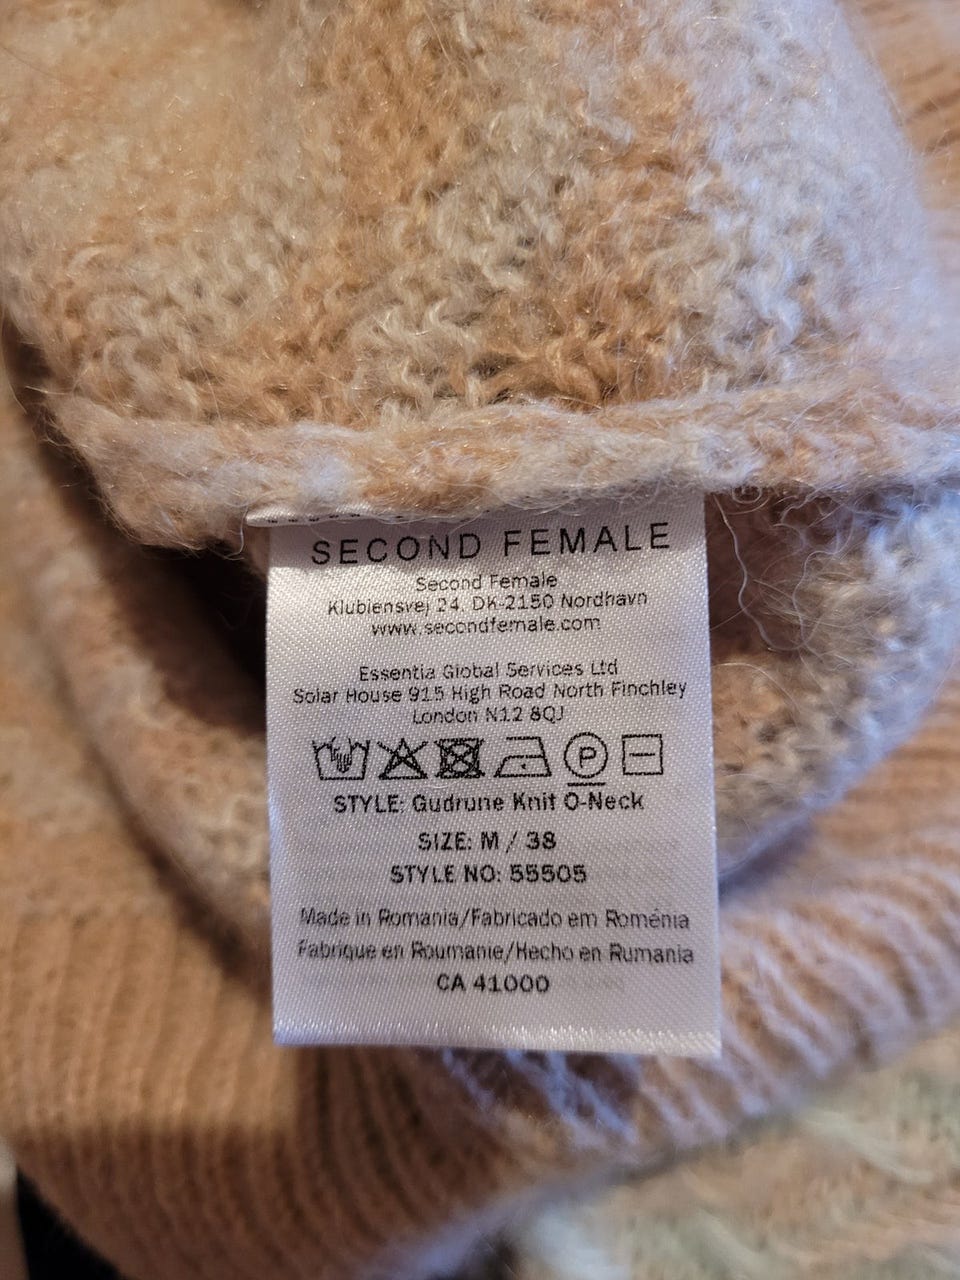 SECOND FEMALE
Second Female
Klubiensvej 24, DK-2150 Nordhavn
www.secondfemale.com
Essentia Global Services Ltd
Solar House 915 High Road North Finchley
London N12 8QJ
P
STYLE: Gudrune Knit O-Neck
SIZE: M / 38
STYLE NO: 55505
Made in Romania/Fabricado em Roménia
Fabrique en Roumanie/Hecho en Rumania
CA 41000